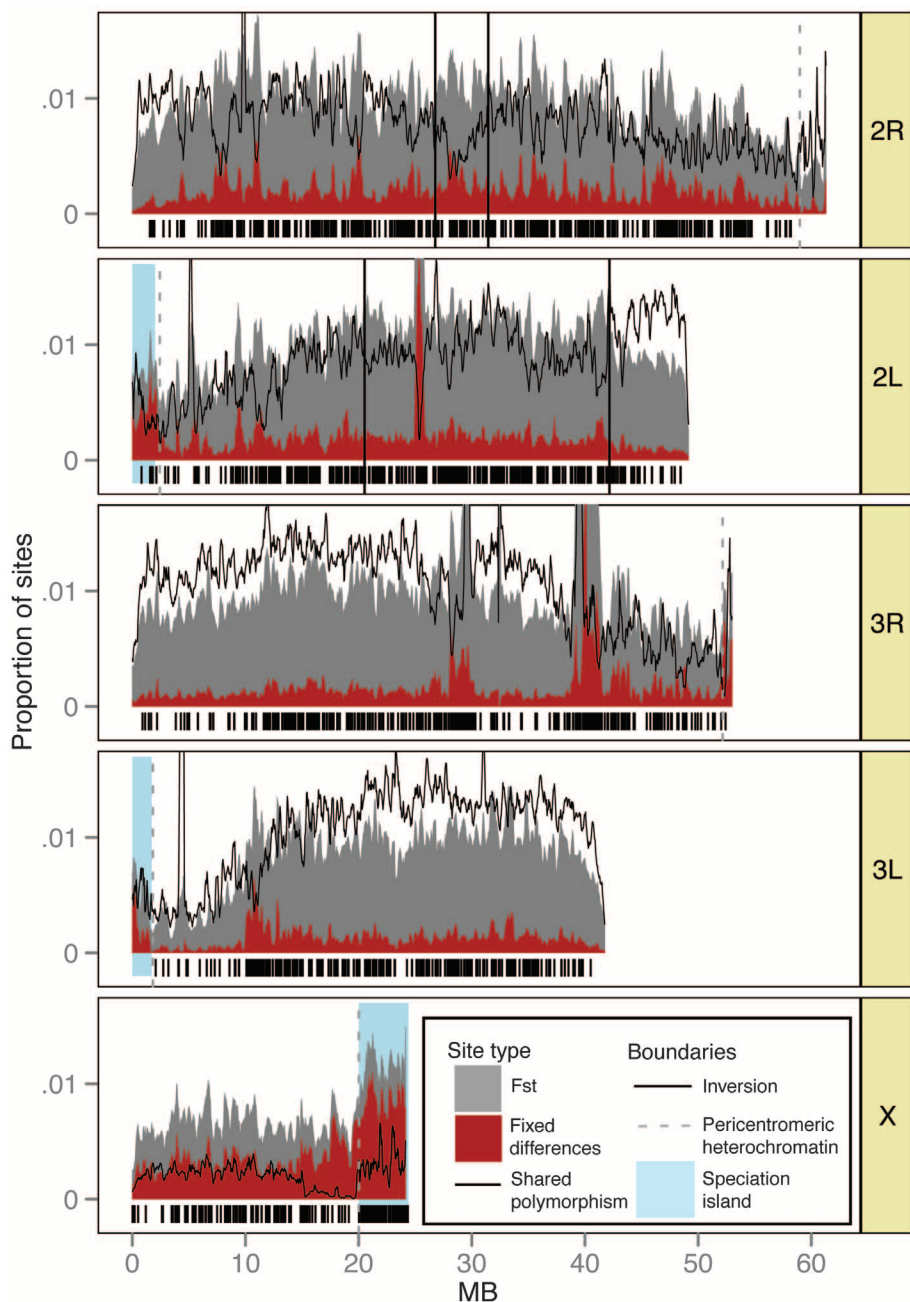 .01
0
2R
.01
0
2L
Proportion of sites
.01
0
3R
.01
0
3L
.01
0
X
Site type
Fst
Fixed
differences
Shared
polymorphism
Boundaries
Inversion
Pericentromeric
heterochromatin
Speciation
island
0 10 20 30 40 50 60
MB